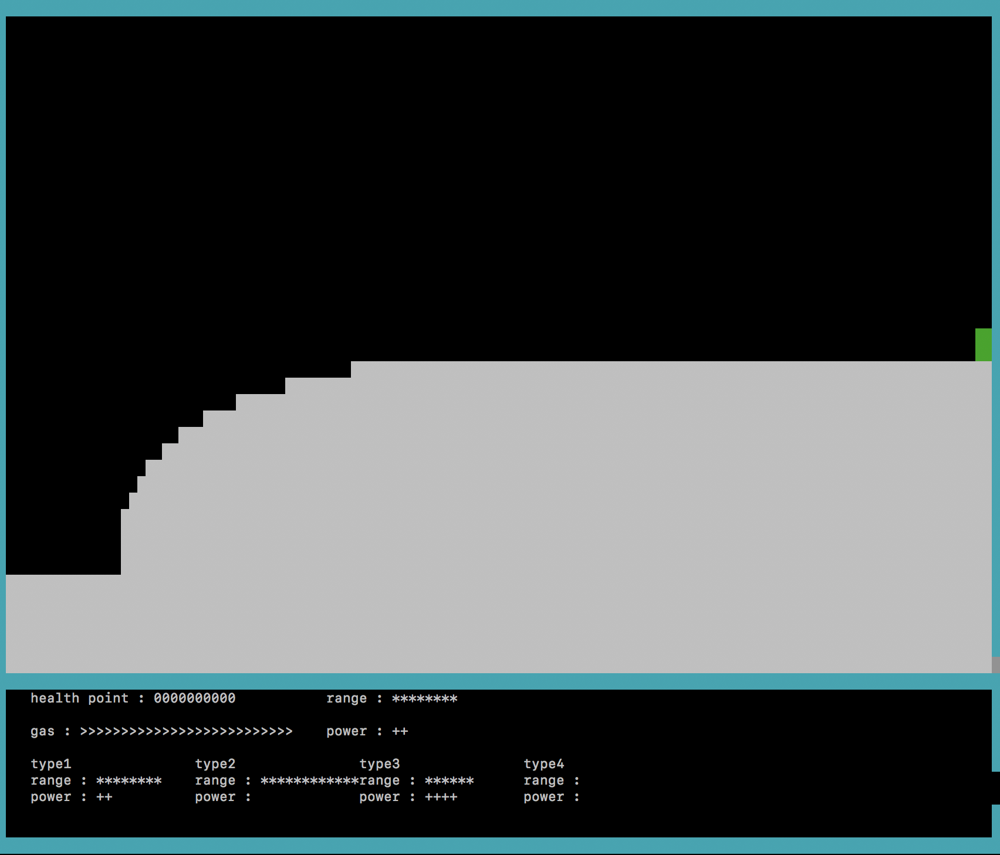 health point : 0000000000 range : ********
gas : >>>>>>>>>>>>>>>>>>>>>>>>>> power : ++
type1 type2 type3 type4
range : ******** range : ************range : ****** range :
power : ++ power : power : ++++ power :